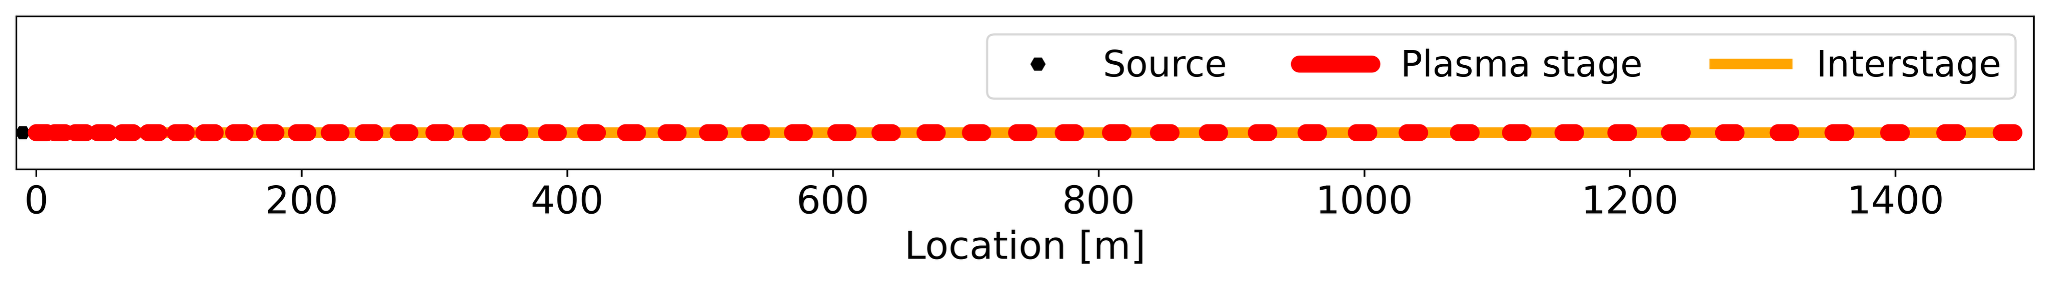 Source Plasma stage Interstage
0 200 400 600 800 1000 1200 1400
Location [m]